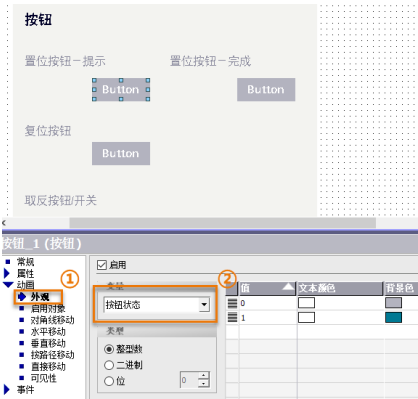 按钮
置位按钮－提示 置位按钮－完成
Button Button
复位按钮
Button
取反按钮/开关
按钮_1 (按钮)
常规
属性
动画
外观
启用对象
对角线移动
水平移动
垂直移动
按路径移动
直接移动
可见性
事件
①
启用
变量
按钮状态
类型
整型数
二进制
位 0
②
值 文本颜色 背景色
0
1